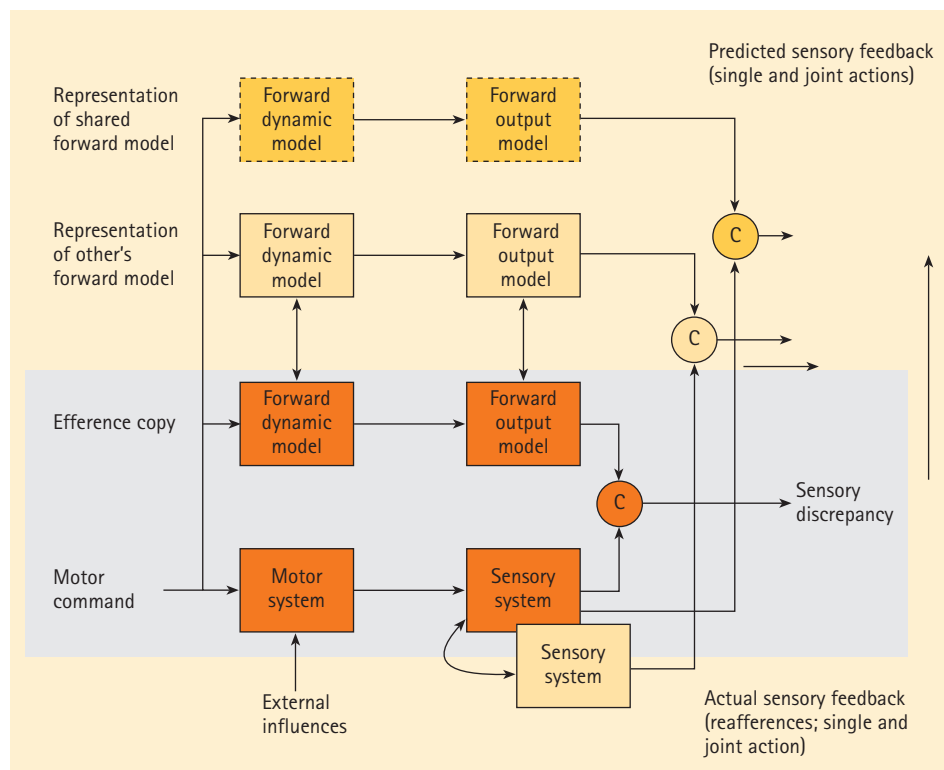 Predicted sensory feedback
(single and joint actions)
Representation
of shared
forward model
Forward
dynamic
model
Forward
output
model
C
Representation
of other's
forward model
Forward
dynamic
model
Forward
output
model
C
Efference copy
Forward
dynamic
model
Forward
output
model
C
Sensory
discrepancy
Motor
command
Motor
system
Sensory
system
Sensory
system
External
influences
Actual sensory feedback
(reafferences; single and
joint action)